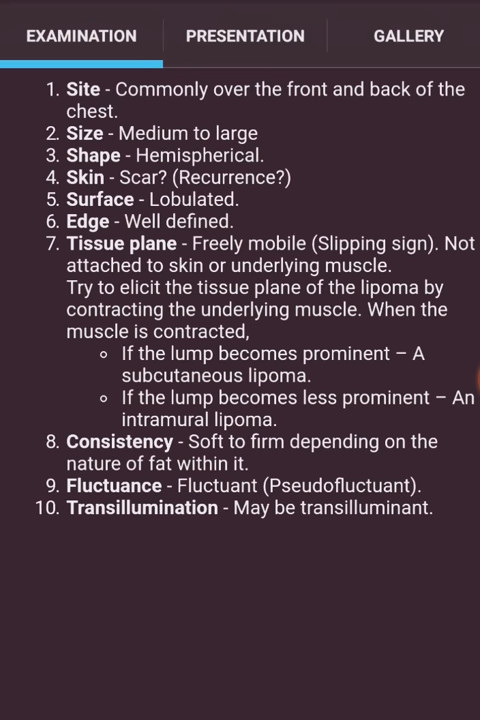 EXAMINATION PRESENTATION GALLERY
1. Site - Commonly over the front and back of the
chest.
2. Size - Medium to large
3. Shape - Hemispherical.
4. Skin - Scar? (Recurrence?)
5. Surface - Lobulated.
6. Edge - Well defined.
7. Tissue plane - Freely mobile (Slipping sign). Not
attached to skin or underlying muscle.
Try to elicit the tissue plane of the lipoma by
contracting the underlying muscle. When the
muscle is contracted,
◦ If the lump becomes prominent – A
subcutaneous lipoma.
◦ If the lump becomes less prominent – An
intramural lipoma.
8. Consistency - Soft to firm depending on the
nature of fat within it.
9. Fluctuance - Fluctuant (Pseudofluctuant).
10. Transillumination - May be transilluminant.